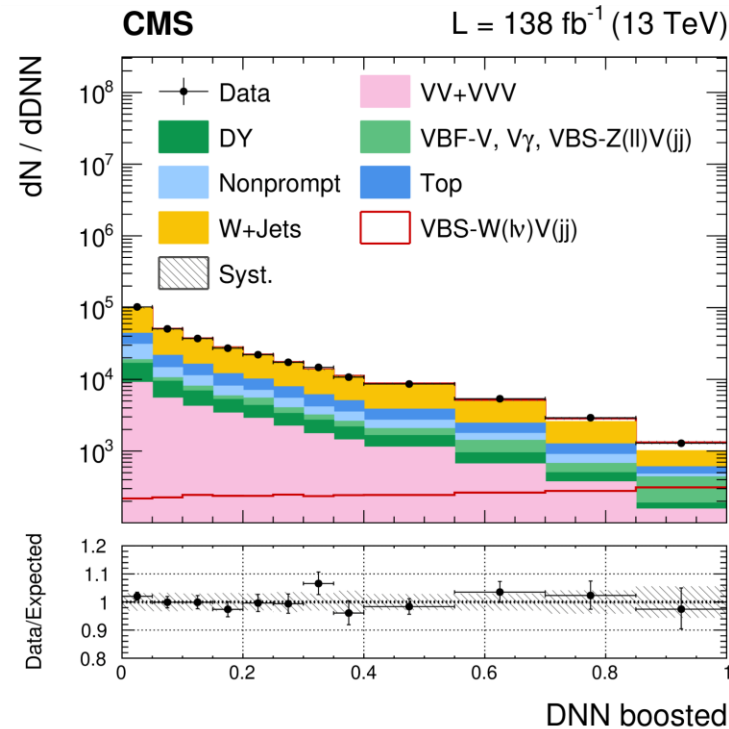 CMS L = 138 fb⁻¹ (13 TeV)
dN / dDNN
10⁸
10⁷
10⁶
10⁵
10⁴
10³
Data
VV+VVV
DY
VBF-V, Vγ, VBS-Z(ll)V(jj)
Nonprompt
Top
W+Jets
VBS-W(lν)V(jj)
Syst.
Data/Expected
1.2
1.1
1
0.9
0.8
0 0.2 0.4 0.6 0.8 1
DNN boosted